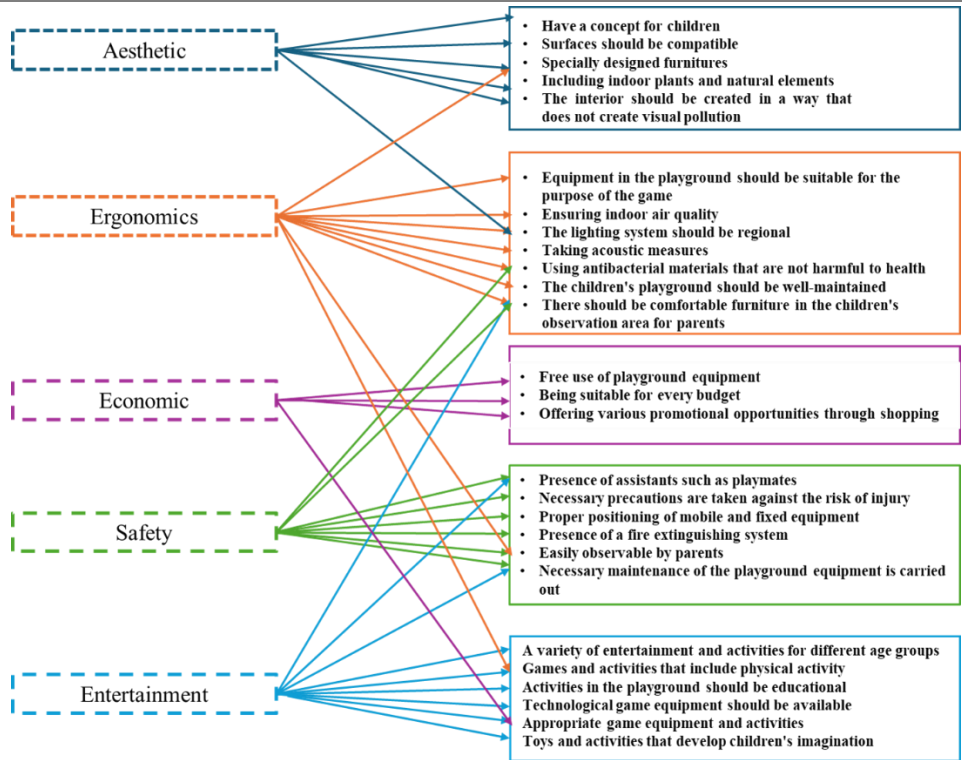 Aesthetic
• Have a concept for children
• Surfaces should be compatible
• Specially designed furnitures
• Including indoor plants and natural elements
• The interior should be created in a way that
does not create visual pollution
Ergonomics
• Equipment in the playground should be suitable for the
purpose of the game
• Ensuring indoor air quality
• The lighting system should be regional
• Taking acoustic measures
• Using antibacterial materials that are not harmful to health
• The children's playground should be well-maintained
• There should be comfortable furniture in the children's
observation area for parents
Economic
• Free use of playground equipment
• Being suitable for every budget
• Offering various promotional opportunities through shopping
Safety
• Presence of assistants such as playmates
• Necessary precautions are taken against the risk of injury
• Proper positioning of mobile and fixed equipment
• Presence of a fire extinguishing system
• Easily observable by parents
• Necessary maintenance of the playground equipment is carried
out
Entertainment
A variety of entertainment and activities for different age groups
Games and activities that include physical activity
Activities in the playground should be educational
Technological game equipment should be available
Appropriate game equipment and activities
Toys and activities that develop children's imagination